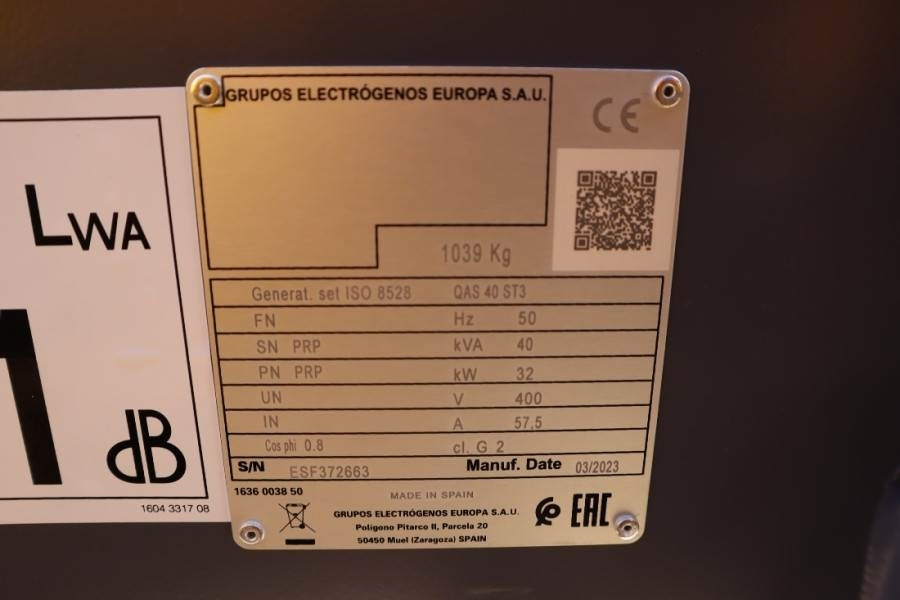 LWA
1
dB
1604 3317 08
GRUPOS ELECTRÓGENOS EUROPA S.A.U.
CE
1039 Kg
Generat. set ISO 8528 QAS 40 ST3
FN Hz 50
SN PRP kVA 40
PN PRP kW 32
UN V 400
IN A 57,5
Cos phi 0.8 cl. G 2
S/N ESF372663 Manuf. Date 03/2023
1636 0038 50
MADE IN SPAIN
GRUPOS ELECTRÓGENOS EUROPA S.A.U.
Polígono Pitarco II, Parcela 20
50450 Muel (Zaragoza) SPAIN
EAC